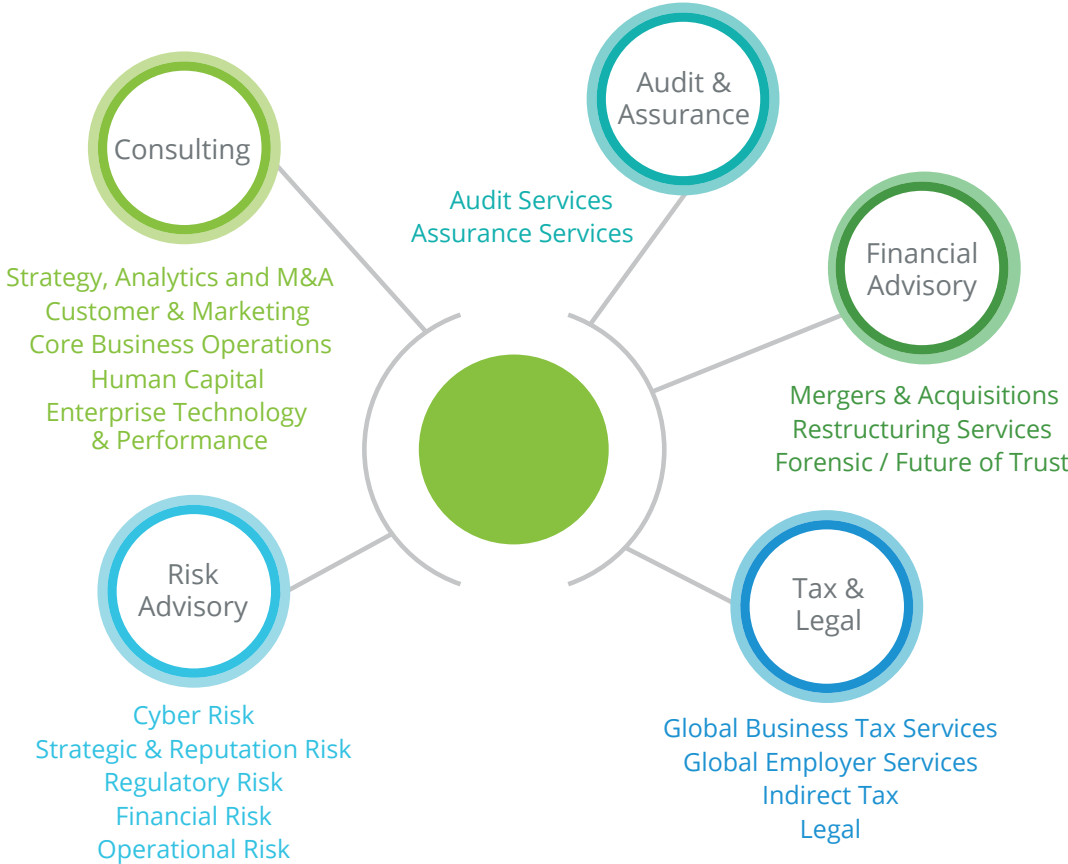 Consulting
Strategy, Analytics and M&A
Customer & Marketing
Core Business Operations
Human Capital
Enterprise Technology
& Performance
Audit &
Assurance
Audit Services
Assurance Services
Financial
Advisory
Mergers & Acquisitions
Restructuring Services
Forensic / Future of Trust
Risk
Advisory
Cyber Risk
Strategic & Reputation Risk
Regulatory Risk
Financial Risk
Operational Risk
Tax &
Legal
Global Business Tax Services
Global Employer Services
Indirect Tax
Legal